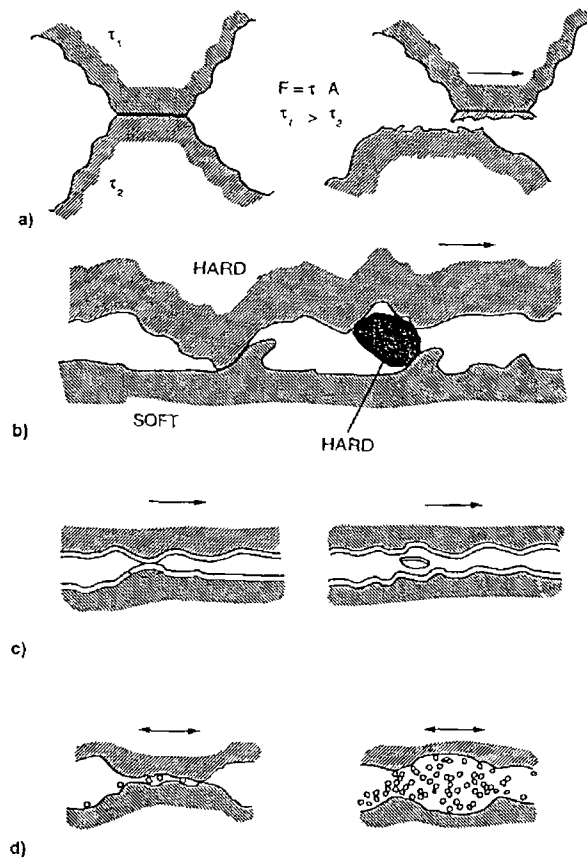 τ₁
F = τ A
τ₁ > τ₂
τ₂
a)
HARD
SOFT
HARD
b)
c)
d)